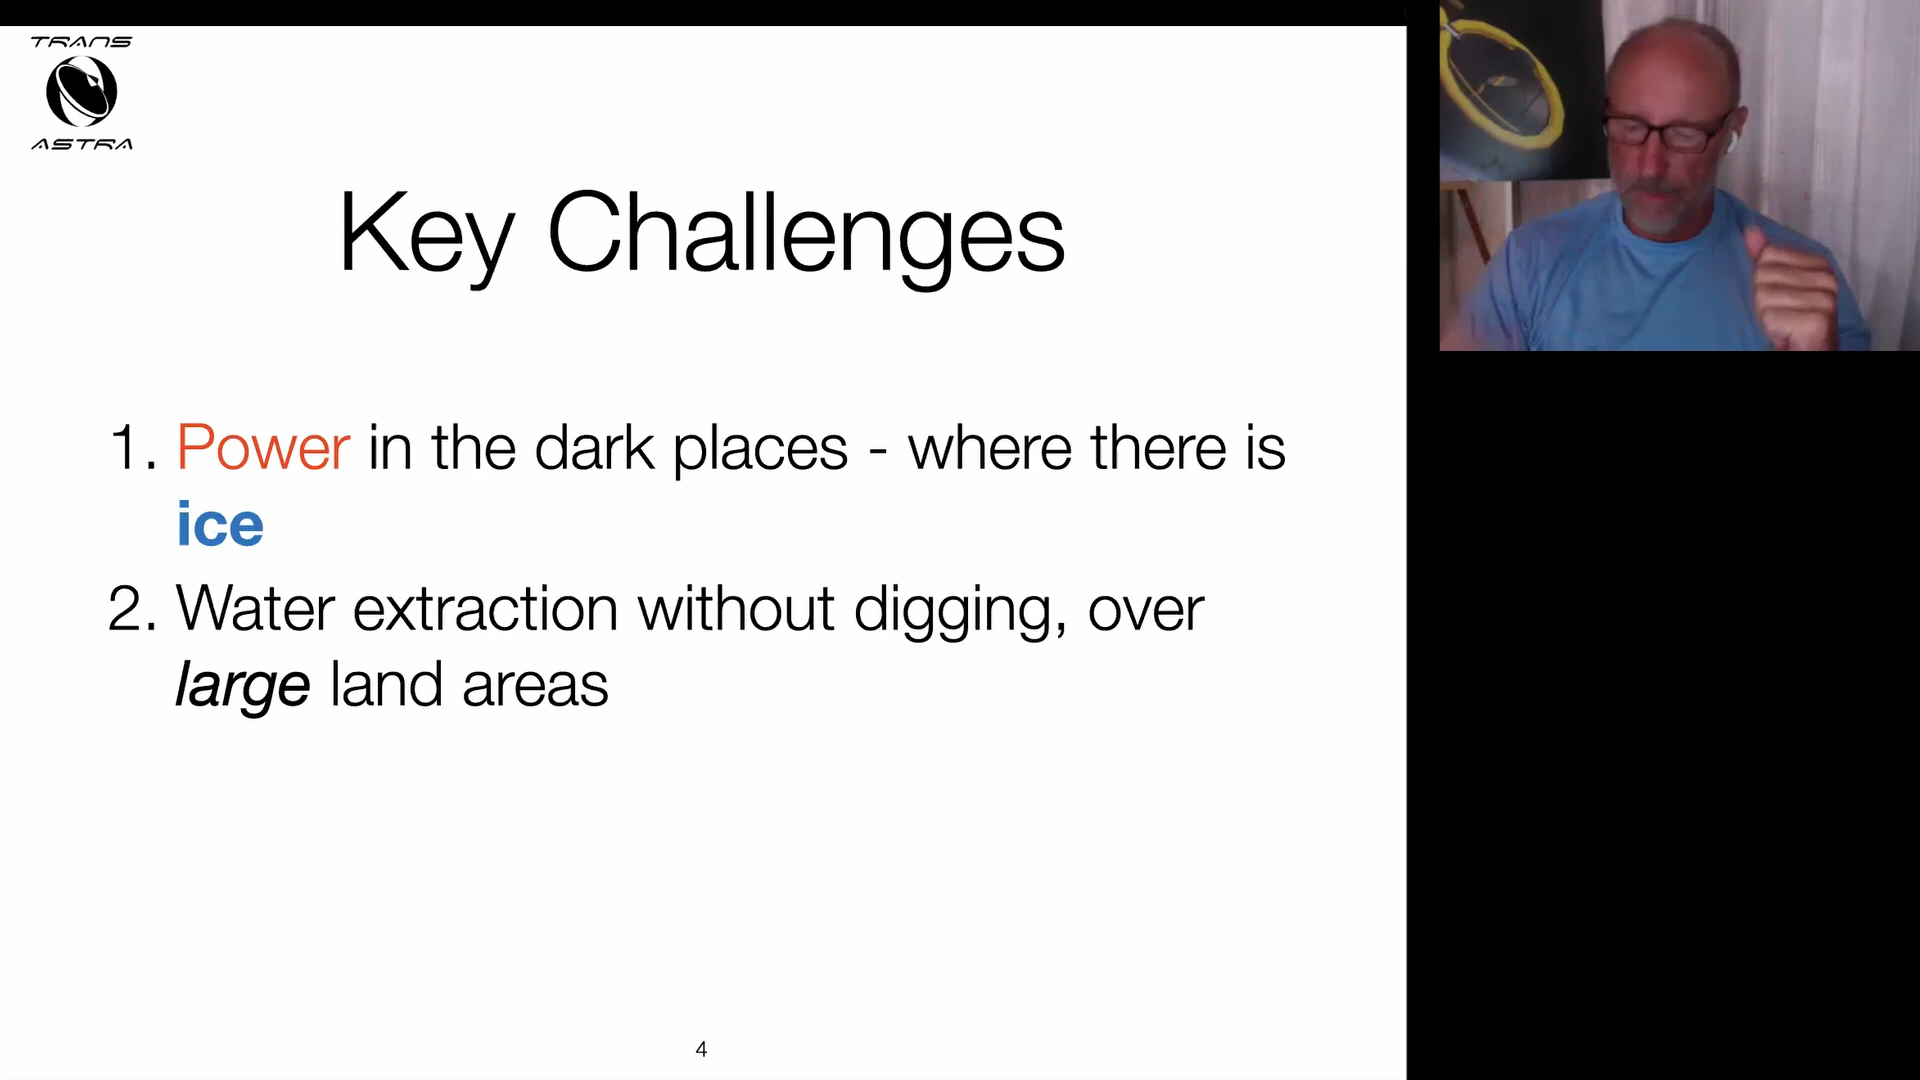 TRANS
ASTRA
Key Challenges
1. Power in the dark places - where there is
ice
2. Water extraction without digging, over
large land areas
4